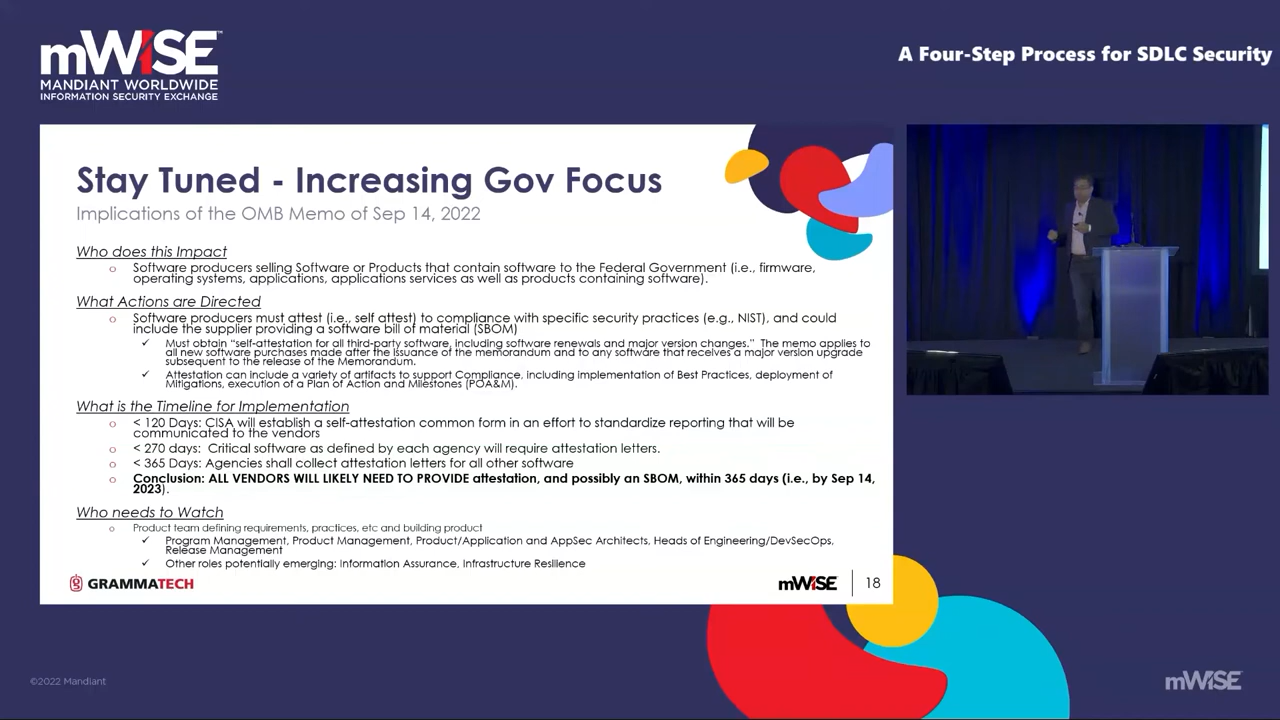 mWISE
MANDIANT WORLDWIDE
INFORMATION SECURITY EXCHANGE
A Four-Step Process for SDLC Security
Stay Tuned - Increasing Gov Focus
Implications of the OMB Memo of Sep 14, 2022
Who does this Impact
o Software producers selling Software or Products that contain software to the Federal Government (i.e., firmware,
operating systems, applications, applications services as well as products containing software).
What Actions are Directed
o Software producers must attest (i.e., self attest) to compliance with specific security practices (e.g., NIST), and could
include the supplier providing a software bill of material (SBOM)
✓ Must obtain “self-attestation for all third-party software, including software renewals and major version changes.”  The memo applies to
all new software purchases made after the issuance of the memorandum and to any software that receives a major version upgrade
subsequent to the release of the Memorandum.
✓ Attestation can include a variety of artifacts to support Compliance, including implementation of Best Practices, deployment of
Mitigations, execution of a Plan of Action and Milestones (POA&M).
What is the Timeline for Implementation
o < 120 Days: CISA will establish a self-attestation common form in an effort to standardize reporting that will be
communicated to the vendors
o < 270 days:  Critical software as defined by each agency will require attestation letters.
o < 365 Days: Agencies shall collect attestation letters for all other software
o Conclusion: ALL VENDORS WILL LIKELY NEED TO PROVIDE attestation, and possibly an SBOM, within 365 days (i.e., by Sep 14,
2023).
Who needs to Watch
o Product team defining requirements, practices, etc and building product
✓ Program Management, Product Management, Product/Application and AppSec Architects, Heads of Engineering/DevSecOps,
Release Management
✓ Other roles potentially emerging: Information Assurance, Infrastructure Resilience
GRAMMATECH
mWISE
18
©2022 Mandiant
mWISE